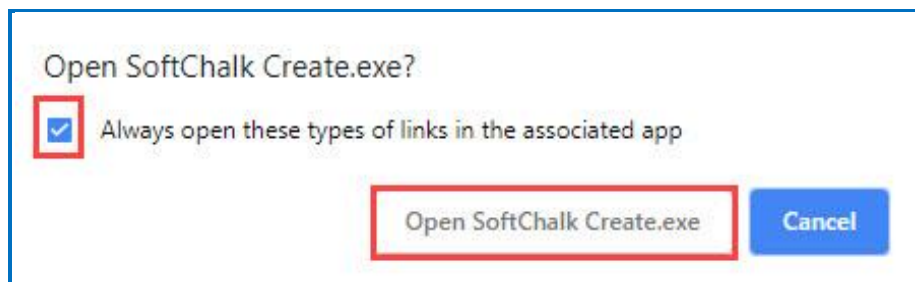 Open SoftChalk Create.exe?
Always open these types of links in the associated app
Open SoftChalk Create.exe Cancel